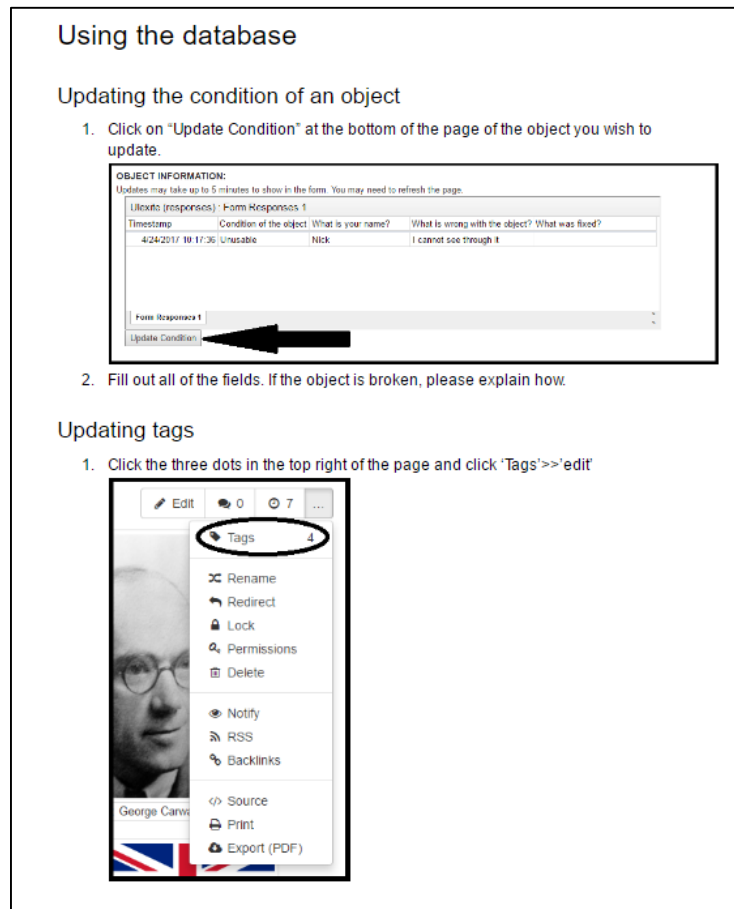 Using the database
Updating the condition of an object
1. Click on “Update Condition” at the bottom of the page of the object you wish to
update.
OBJECT INFORMATION:
Updates may take up to 5 minutes to show in the form. You may need to refresh the page.
Ulexite (responses) : Form Responses 1
Timestamp Condition of the object What is your name? What is wrong with the object? What was fixed?
4/24/2017 10:17:36 Unusable Nick I cannot see through it
Form Responses 1
Update Condition
2. Fill out all of the fields. If the object is broken, please explain how.
Updating tags
1. Click the three dots in the top right of the page and click ‘Tags’>>’edit’
Edit 0 7 ...
Tags 4
Rename
Redirect
Lock
Permissions
Delete
Notify
RSS
Backlinks
</> Source
George Carwa
Print
Export (PDF)